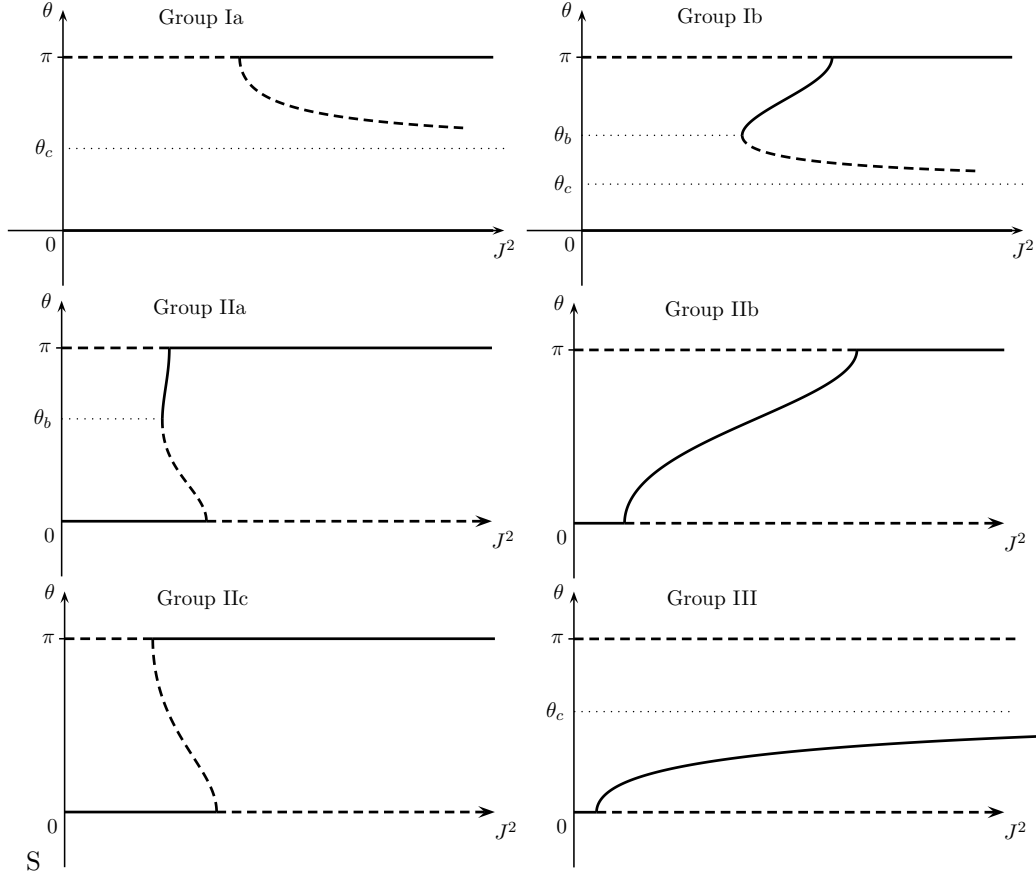 θ
Group Ia
π
θ_c
0
J²
θ
Group Ib
π
θ_b
θ_c
0
J²
θ
Group IIa
π
θ_b
0
J²
θ
Group IIb
π
0
J²
θ
Group IIc
π
0
J²
S
θ
Group III
π
θ_c
0
J²